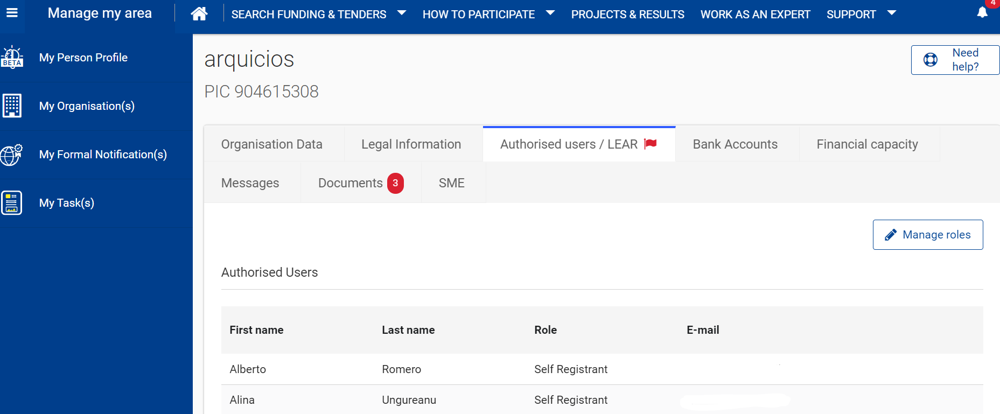 Manage my area
SEARCH FUNDING & TENDERS HOW TO PARTICIPATE PROJECTS & RESULTS WORK AS AN EXPERT SUPPORT 4
BETA My Person Profile
My Organisation(s)
My Formal Notification(s)
My Task(s)
arquicios
PIC 904615308
Need
help?
Organisation Data Legal Information Authorised users / LEAR Bank Accounts Financial capacity
Messages Documents 3 SME
Manage roles
Authorised Users
First name Last name Role E-mail
Alberto Romero Self Registrant
Alina Ungureanu Self Registrant